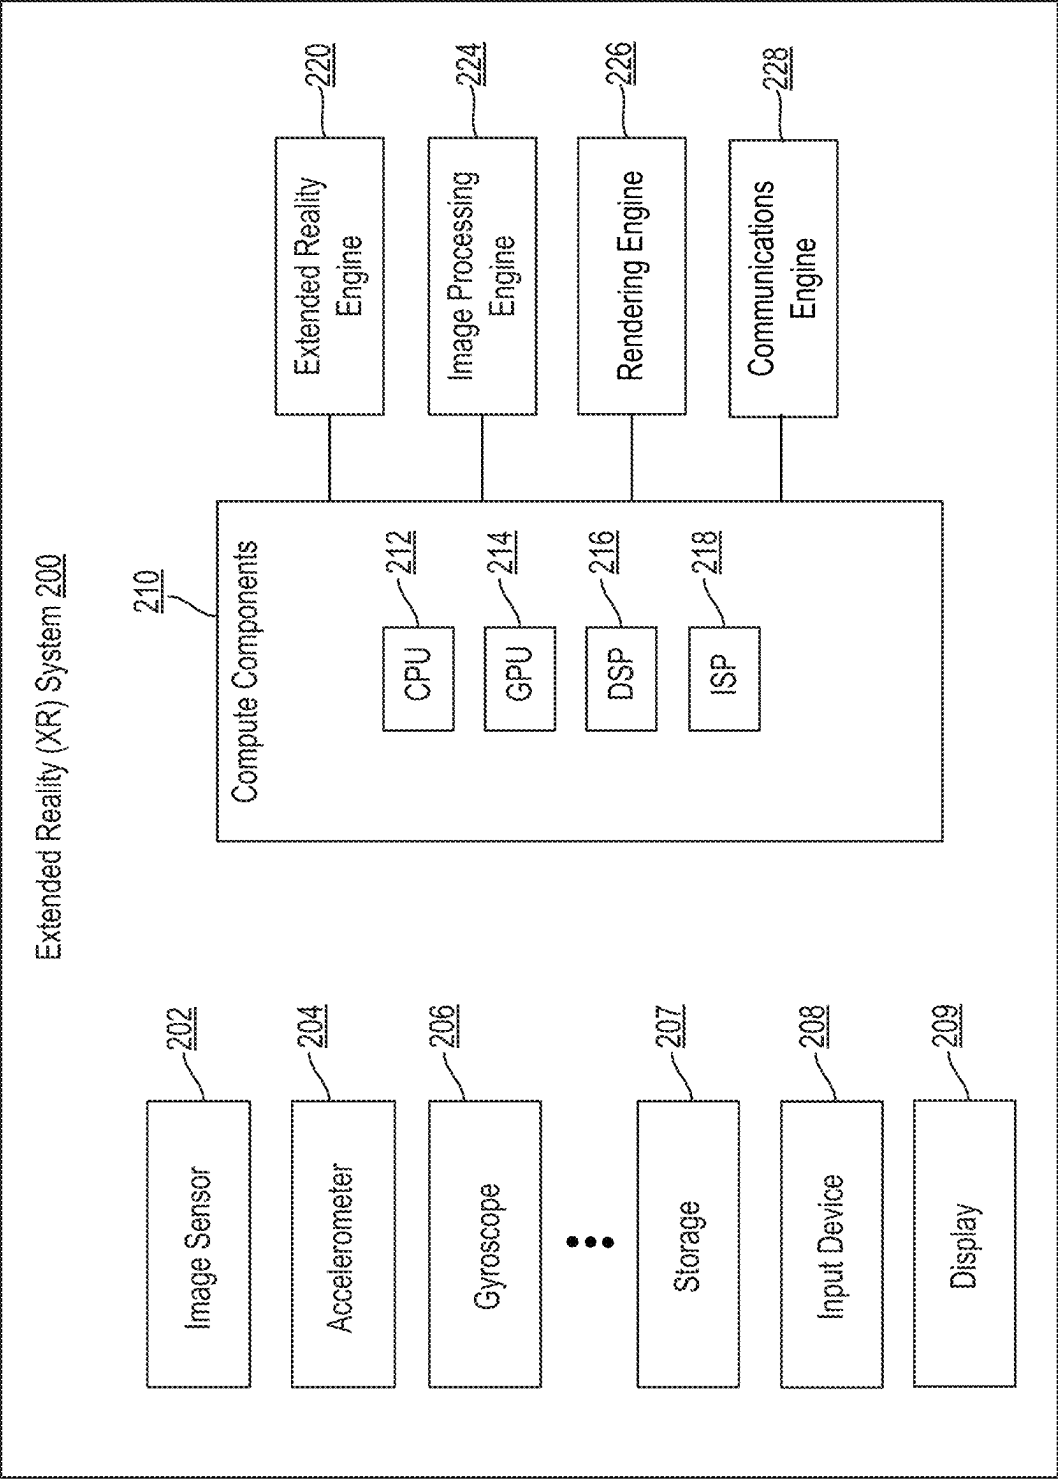 Extended Reality (XR) System 200
Image Sensor
202
Accelerometer
204
Gyroscope
206
Storage
207
Input Device
208
Display
209
210
Compute Components
CPU
212
GPU
214
DSP
216
ISP
218
Extended Reality
Engine
220
Image Processing
Engine
224
Rendering Engine
226
Communications
Engine
228